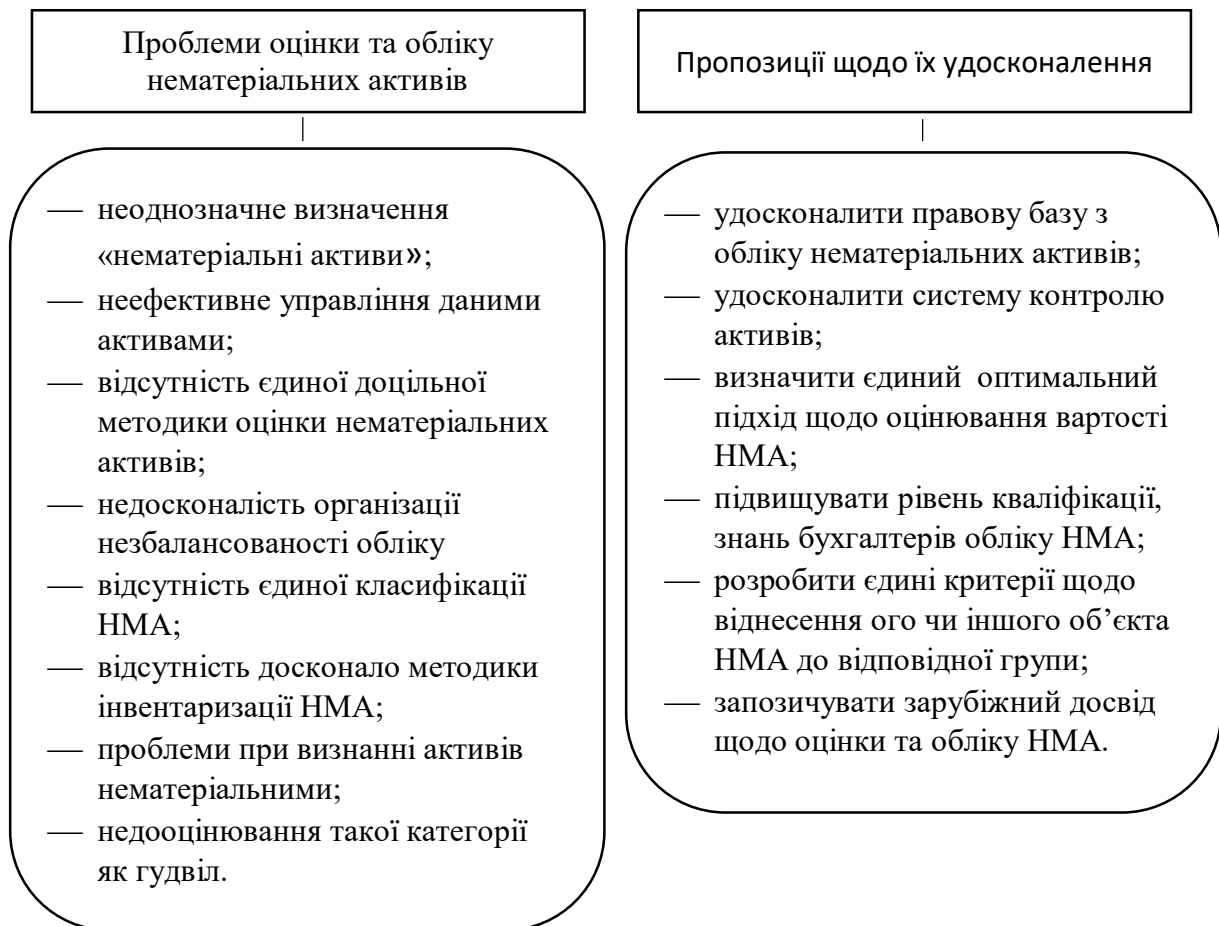 Проблеми оцінки та обліку
нематеріальних активів
— неоднозначне визначення
«нематеріальні активи»;
— неефективне управління даними
активами;
— відсутність єдиної доцільної
методики оцінки нематеріальних
активів;
— недосконалість організації
незбалансованості обліку
— відсутність єдиної класифікації
НМА;
— відсутність досконало методики
інвентаризації НМА;
— проблеми при визнанні активів
нематеріальними;
— недооцінювання такої категорії
як гудвіл.
Пропозиції щодо їх удосконалення
— удосконалити правову базу з
обліку нематеріальних активів;
— удосконалити систему контролю
активів;
— визначити єдиний оптимальний
підхід щодо оцінювання вартості
НМА;
— підвищувати рівень кваліфікації,
знань бухгалтерів обліку НМА;
— розробити єдині критерії щодо
віднесення ого чи іншого об’єкта
НМА до відповідної групи;
— запозичувати зарубіжний досвід
щодо оцінки та обліку НМА.